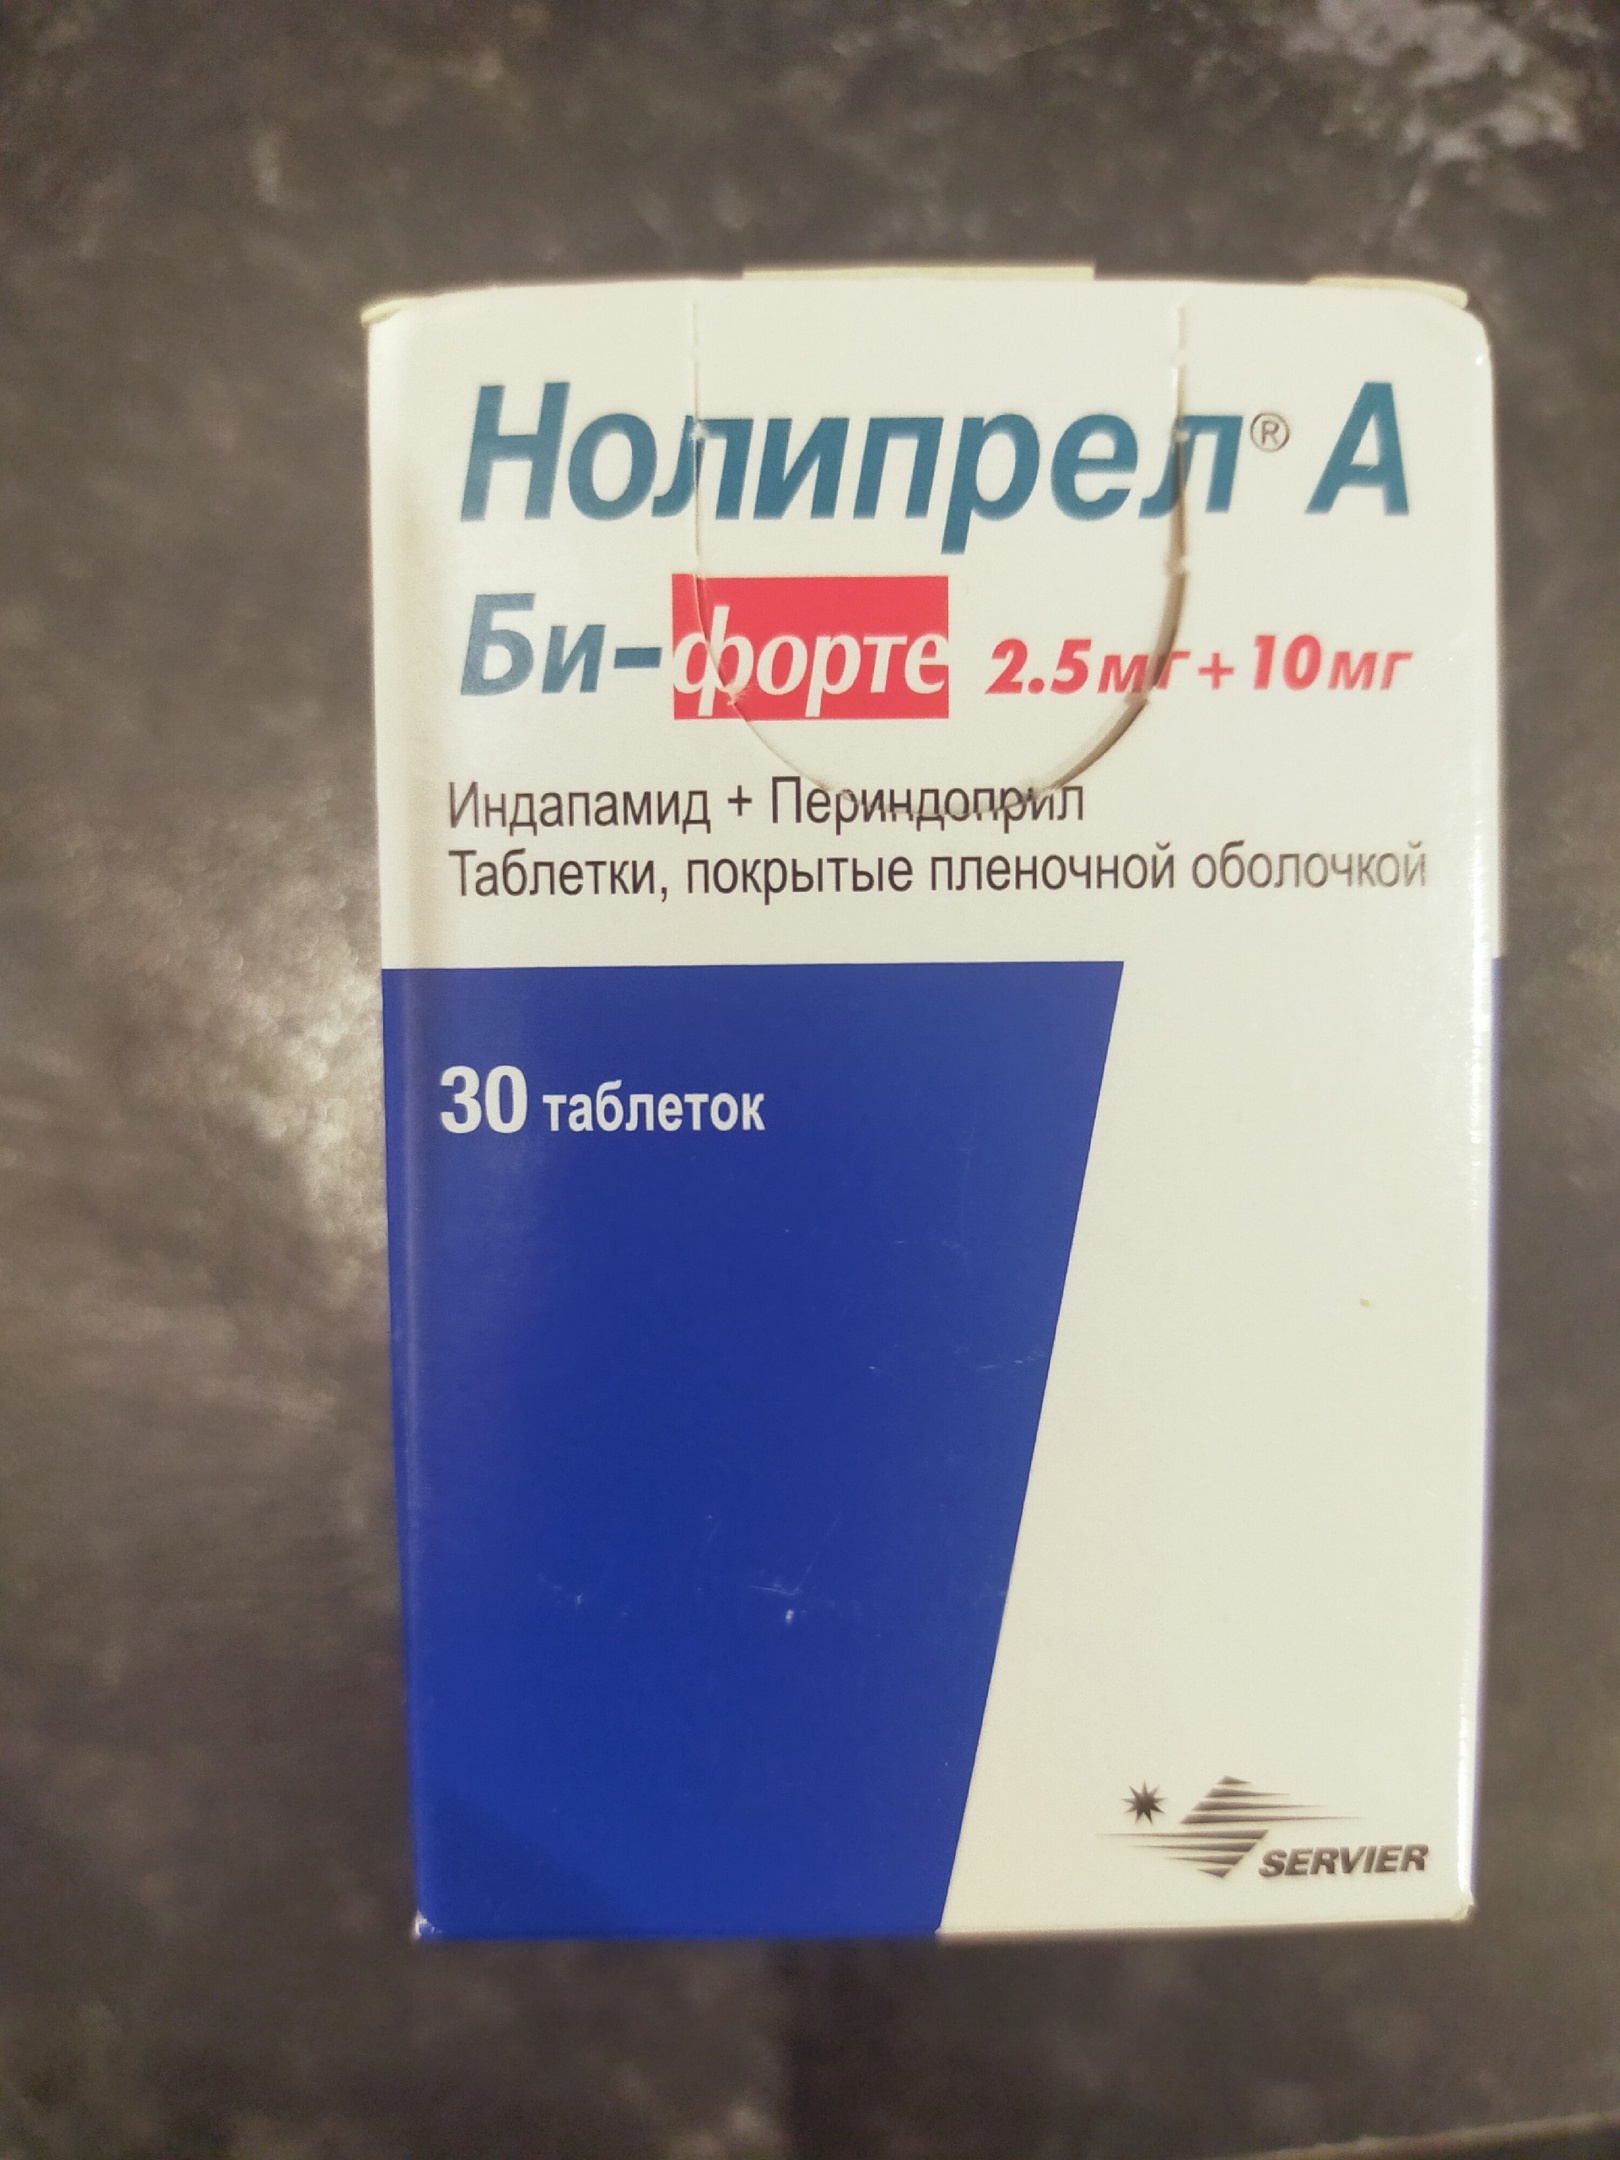 Нолипрел® А
Би-форте 2.5мг+10мг
Индапамид + Периндоприл
Таблетки, покрытые пленочной оболочкой
30 таблеток
SERVIER